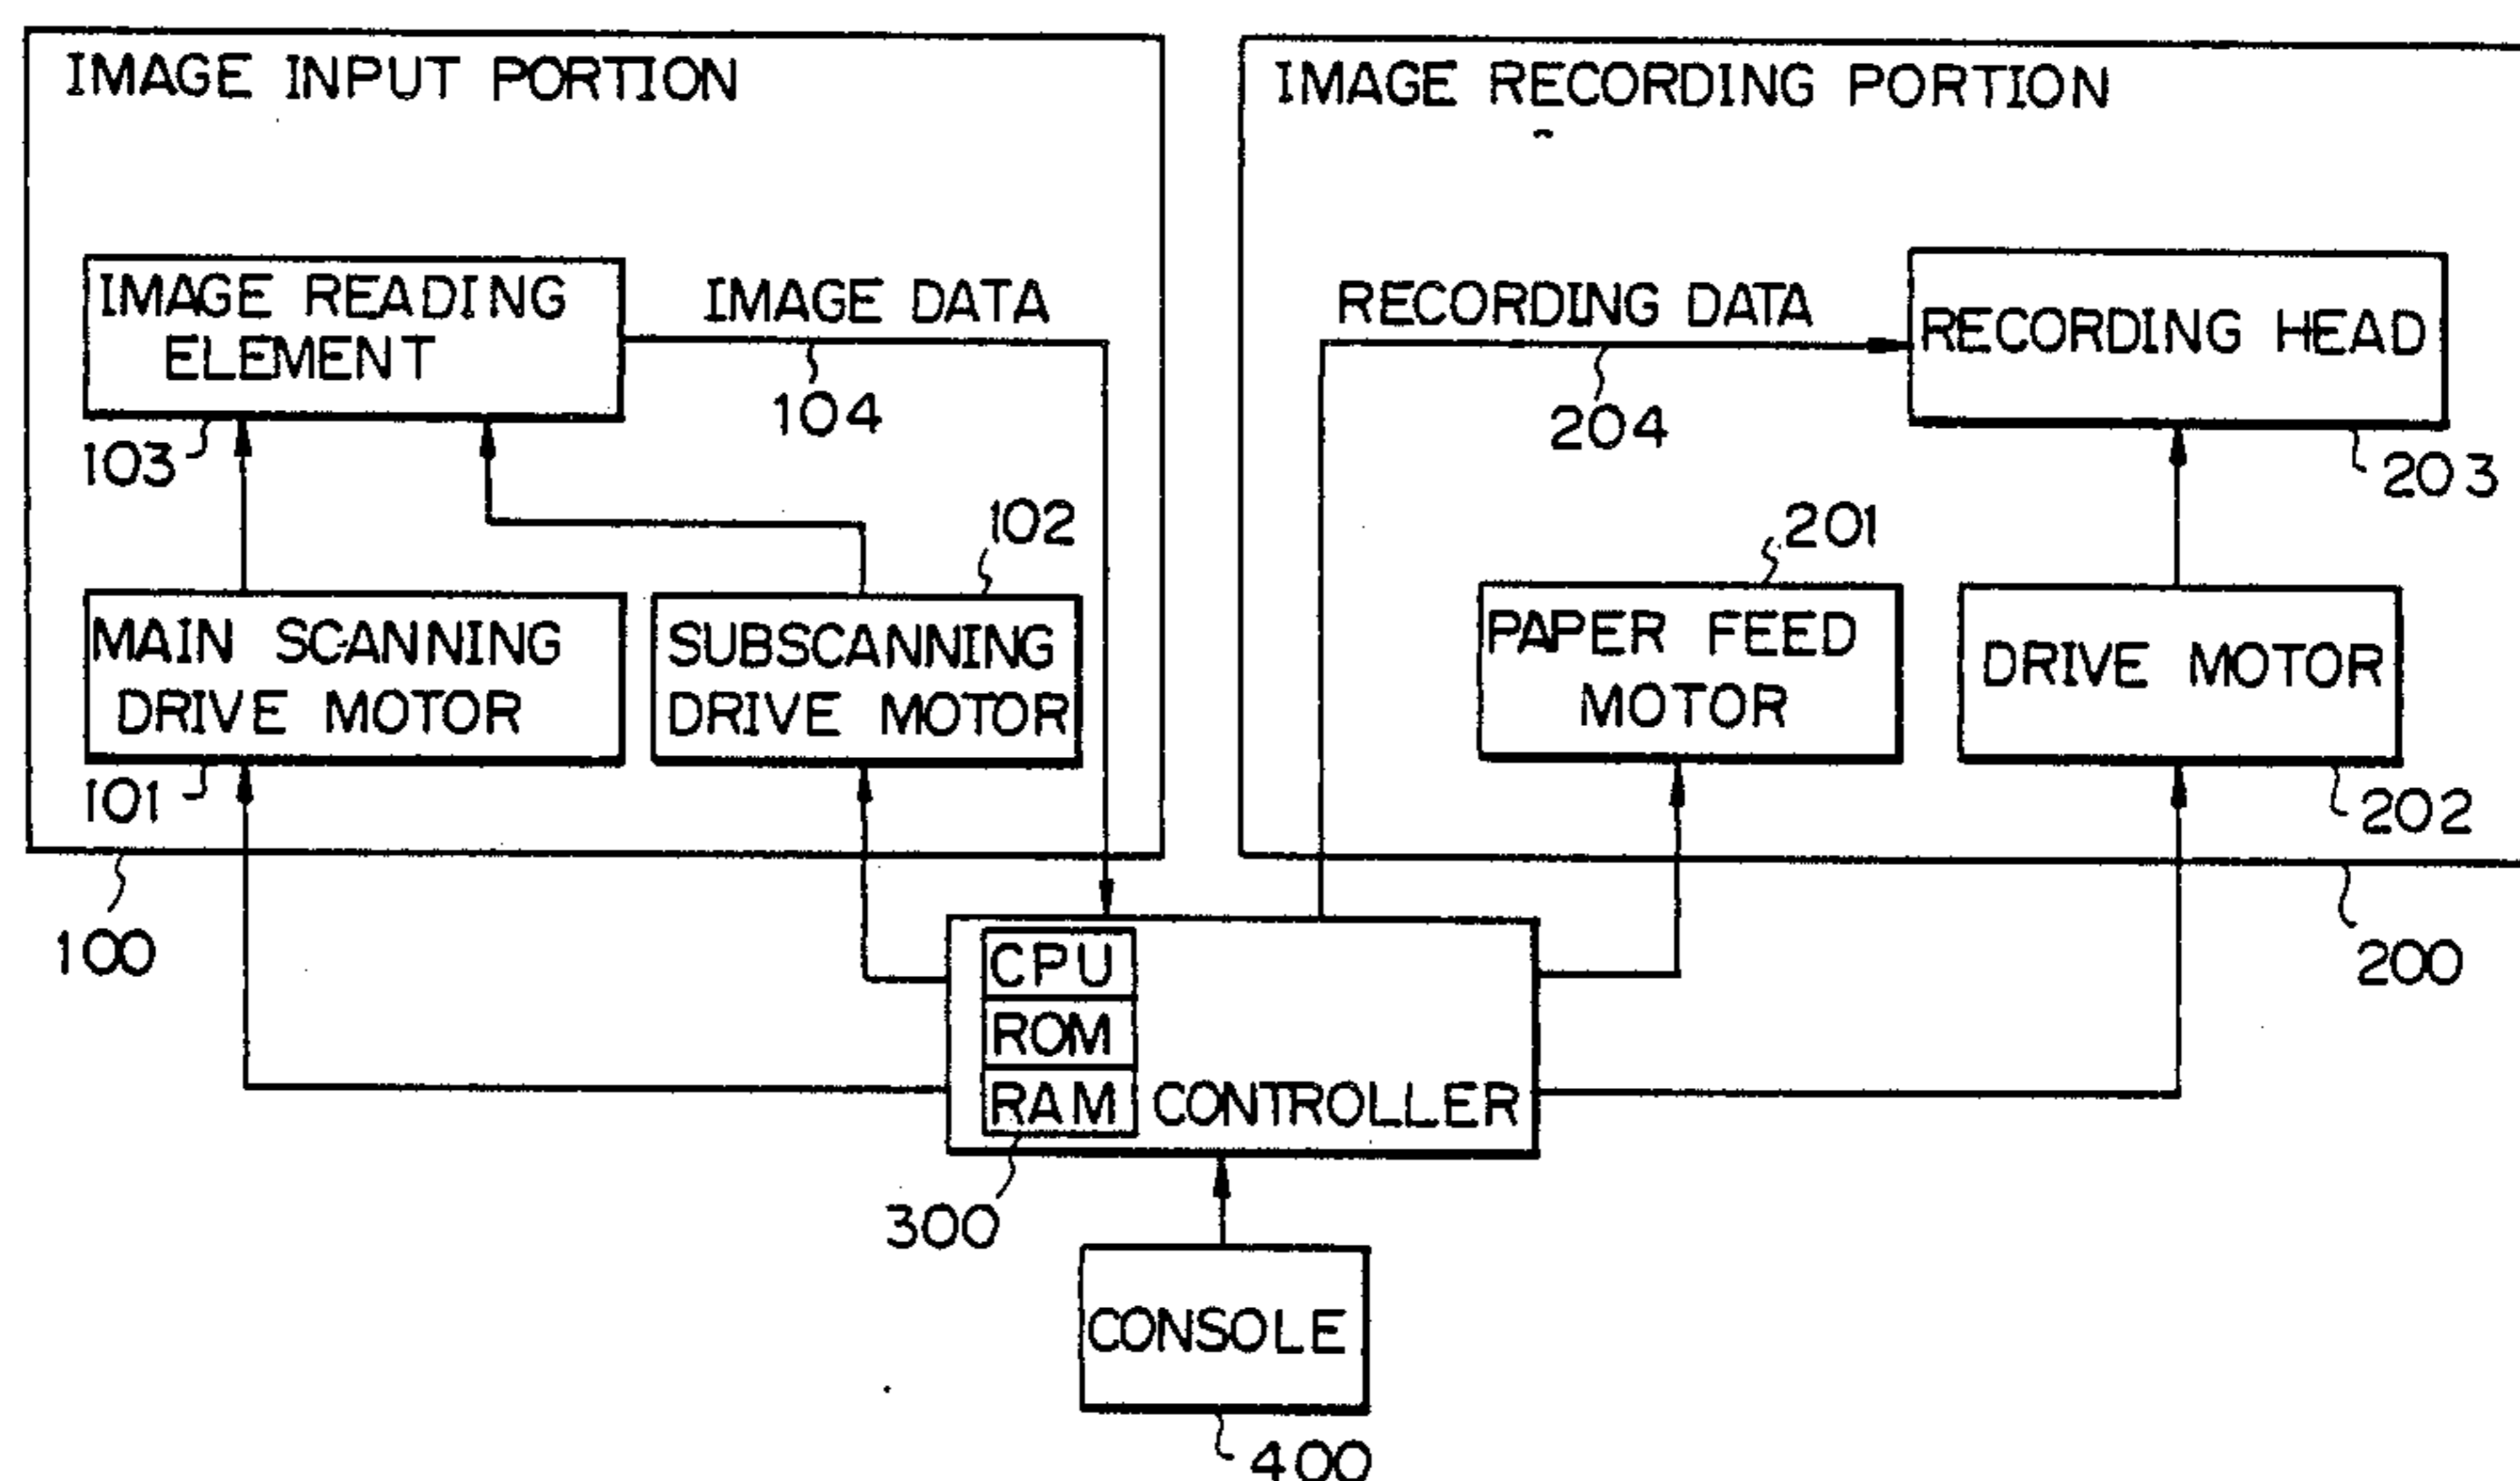 IMAGE INPUT PORTION
IMAGE READING
ELEMENT
IMAGE DATA
104
103
102
MAIN SCANNING
DRIVE MOTOR
SUBSCANNING
DRIVE MOTOR
101
100
IMAGE RECORDING PORTION
RECORDING DATA
RECORDING HEAD
204
203
201
PAPER FEED
MOTOR
DRIVE MOTOR
202
200
CPU
ROM
RAM
CONTROLLER
300
CONSOLE
400